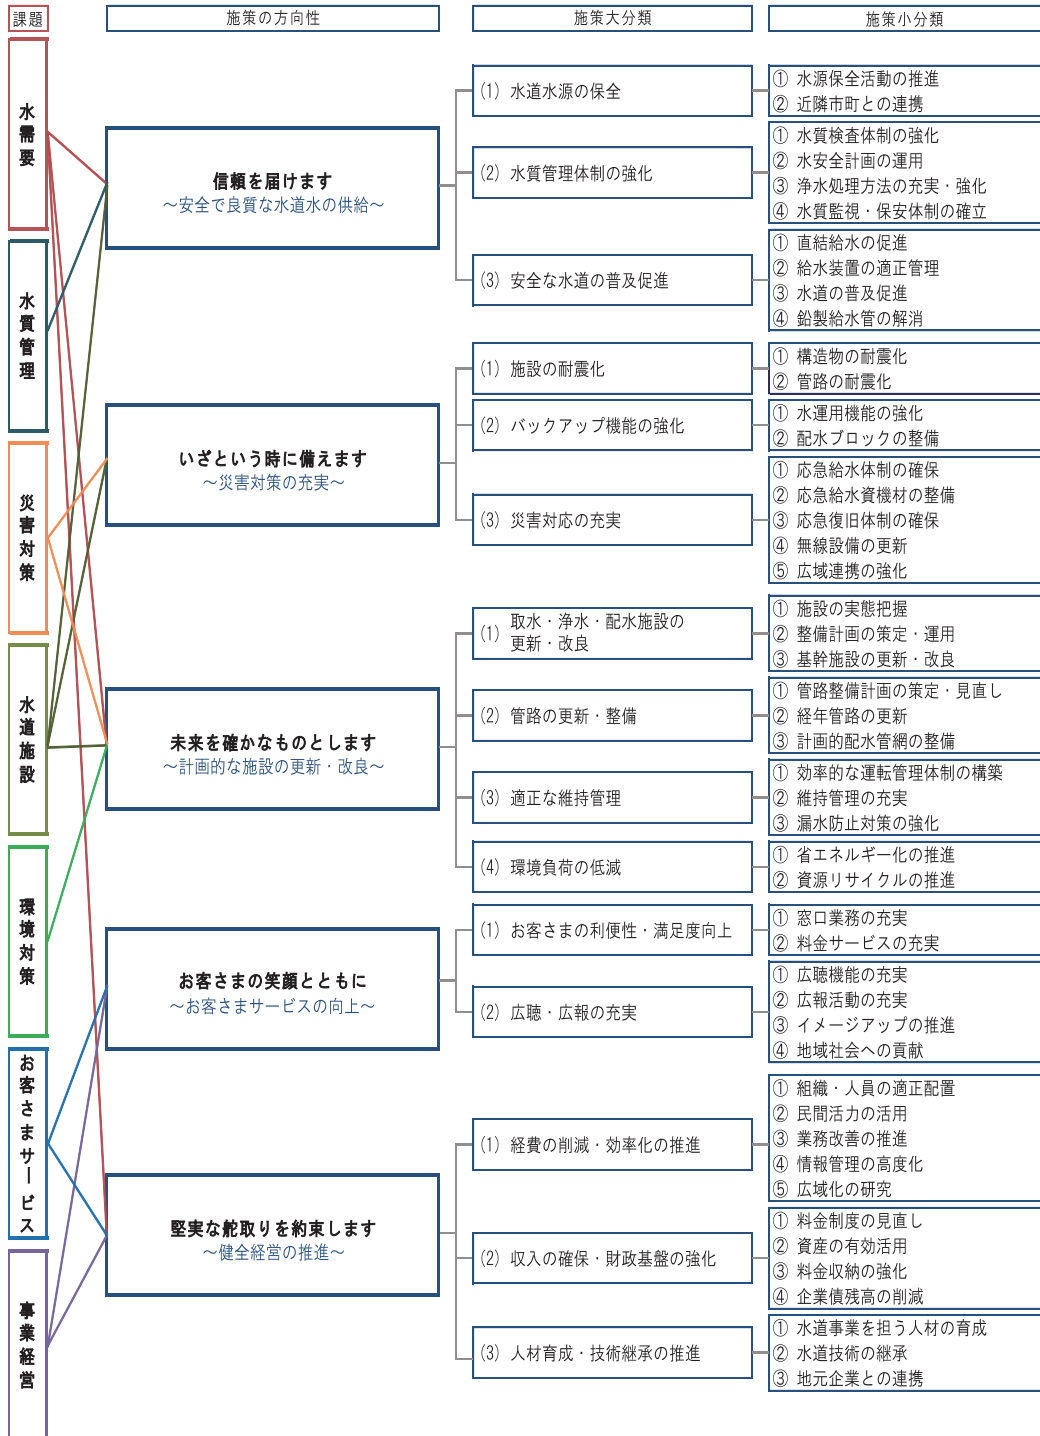 課題
施策の方向性
施策大分類
施策小分類
水需要
水質管理
災害対策
水道施設
環境対策
お客さまサービス
事業経営
信頼を届けます
～安全で良質な水道水の供給～
(1) 水道水源の保全
① 水源保全活動の推進
② 近隣市町との連携
(2) 水質管理体制の強化
① 水質検査体制の強化
② 水安全計画の運用
③ 浄水処理方法の充実・強化
④ 水質監視・保安体制の確立
(3) 安全な水道の普及促進
① 直結給水の促進
② 給水装置の適正管理
③ 水道の普及促進
④ 鉛製給水管の解消
いざという時に備えます
～災害対策の充実～
(1) 施設の耐震化
① 構造物の耐震化
② 管路の耐震化
(2) バックアップ機能の強化
① 水運用機能の強化
② 配水ブロックの整備
(3) 災害対応の充実
① 応急給水体制の確保
② 応急給水資機材の整備
③ 応急復旧体制の確保
④ 無線設備の更新
⑤ 広域連携の強化
未来を確かなものとします
～計画的な施設の更新・改良～
(1) 取水・浄水・配水施設の
更新・改良
① 施設の実態把握
② 整備計画の策定・運用
③ 基幹施設の更新・改良
(2) 管路の更新・整備
① 管路整備計画の策定・見直し
② 経年管路の更新
③ 計画的配水管網の整備
(3) 適正な維持管理
① 効率的な運転管理体制の構築
② 維持管理の充実
③ 漏水防止対策の強化
(4) 環境負荷の低減
① 省エネルギー化の推進
② 資源リサイクルの推進
お客さまの笑顔とともに
～お客さまサービスの向上～
(1) お客さまの利便性・満足度向上
① 窓口業務の充実
② 料金サービスの充実
(2) 広聴・広報の充実
① 広聴機能の充実
② 広報活動の充実
③ イメージアップの推進
④ 地域社会への貢献
堅実な舵取りを約束します
～健全経営の推進～
(1) 経費の削減・効率化の推進
① 組織・人員の適正配置
② 民間活力の活用
③ 業務改善の推進
④ 情報管理の高度化
⑤ 広域化の研究
(2) 収入の確保・財政基盤の強化
① 料金制度の見直し
② 資産の有効活用
③ 料金収納の強化
④ 企業債残高の削減
(3) 人材育成・技術継承の推進
① 水道事業を担う人材の育成
② 水道技術の継承
③ 地元企業との連携